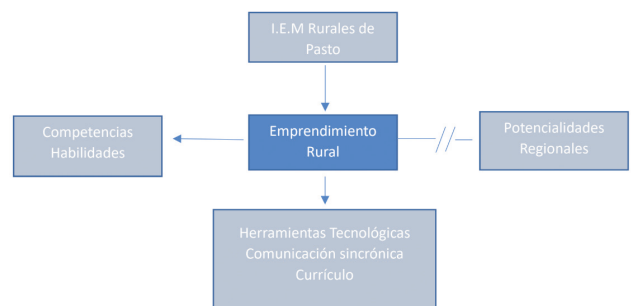 I.E.M Rurales de
Pasto
Competencias
Habilidades
Emprendimiento
Rural
Potencialidades
Regionales
Herramientas Tecnológicas
Comunicación sincrónica
Currículo